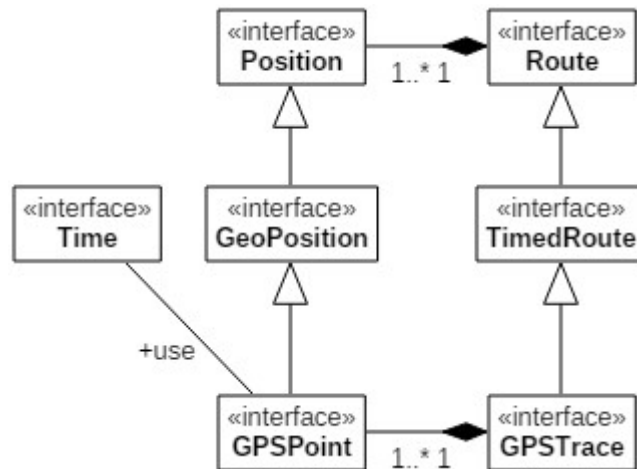 «interface»
Position
1..* 1
«interface»
Route
«interface»
Time
«interface»
GeoPosition
«interface»
TimedRoute
+use
«interface»
GPSPoint
1..* 1
«interface»
GPSTrace